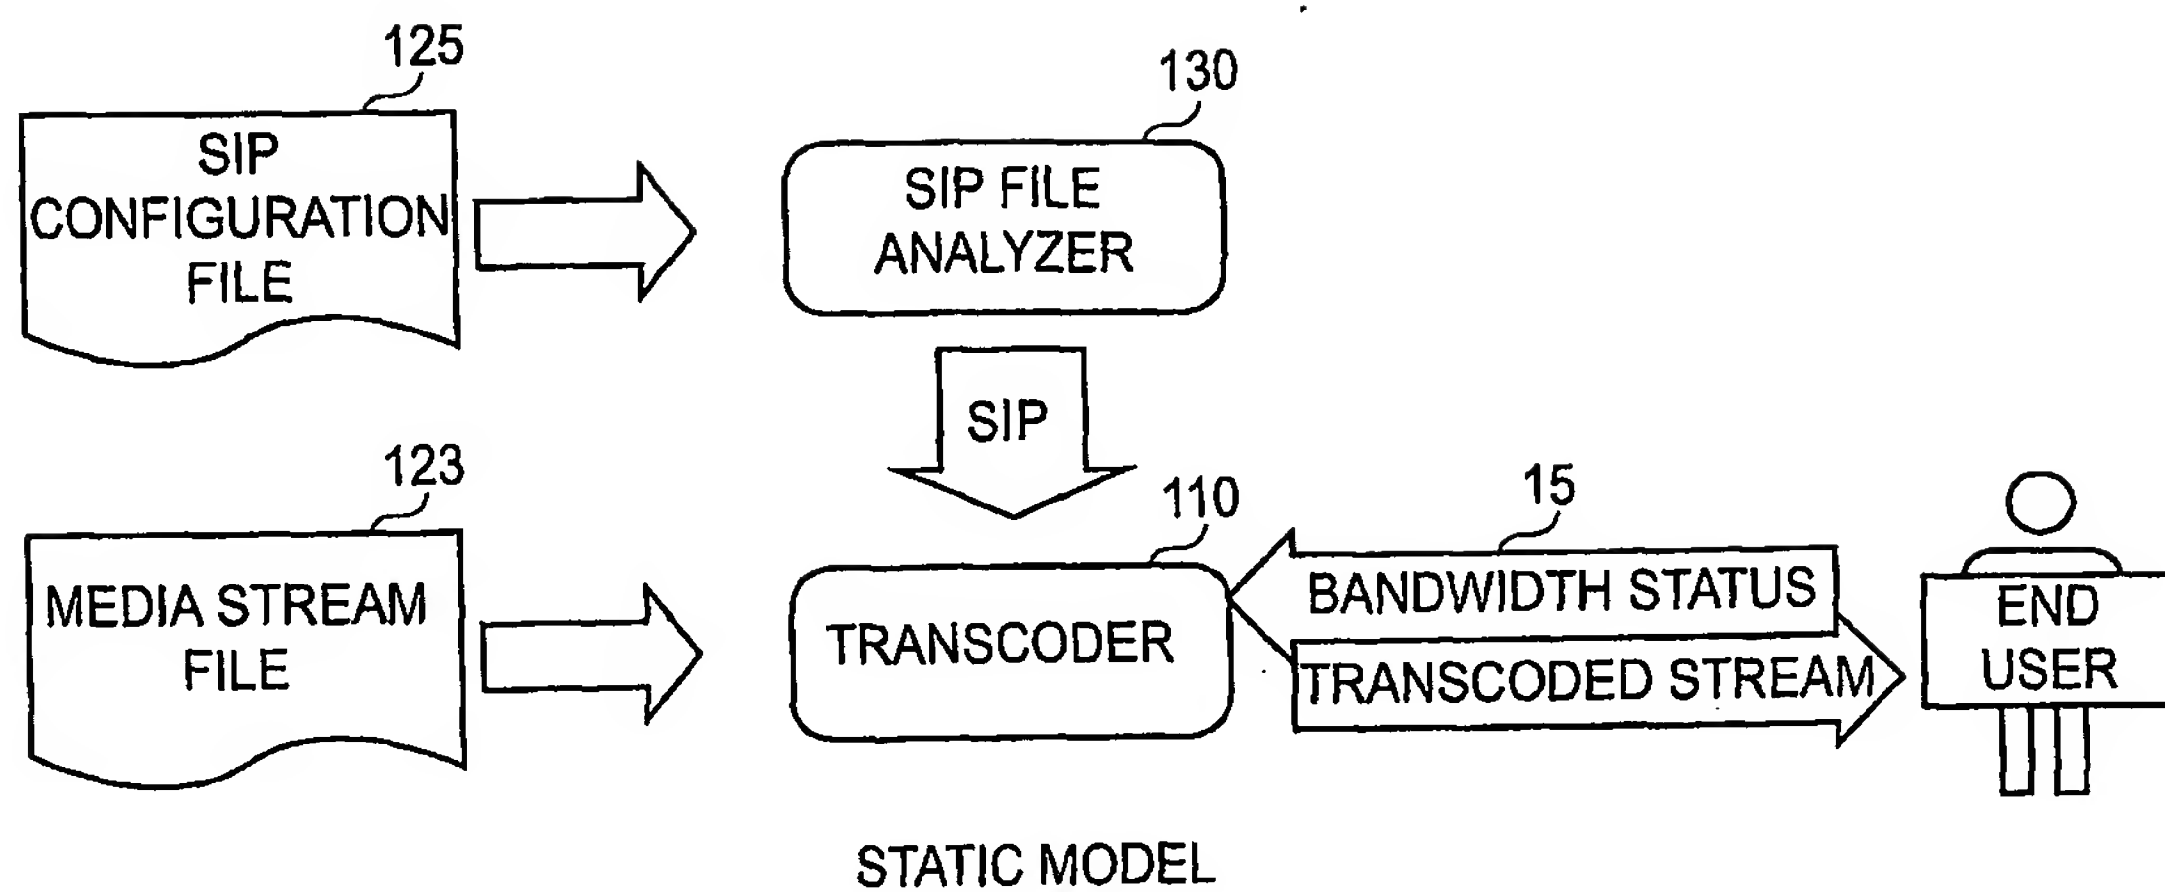 125
SIP
CONFIGURATION
FILE
130
SIP FILE
ANALYZER
SIP
123
MEDIA STREAM
FILE
110
TRANSCODER
15
BANDWIDTH STATUS
TRANSCODED STREAM
END
USER
STATIC MODEL